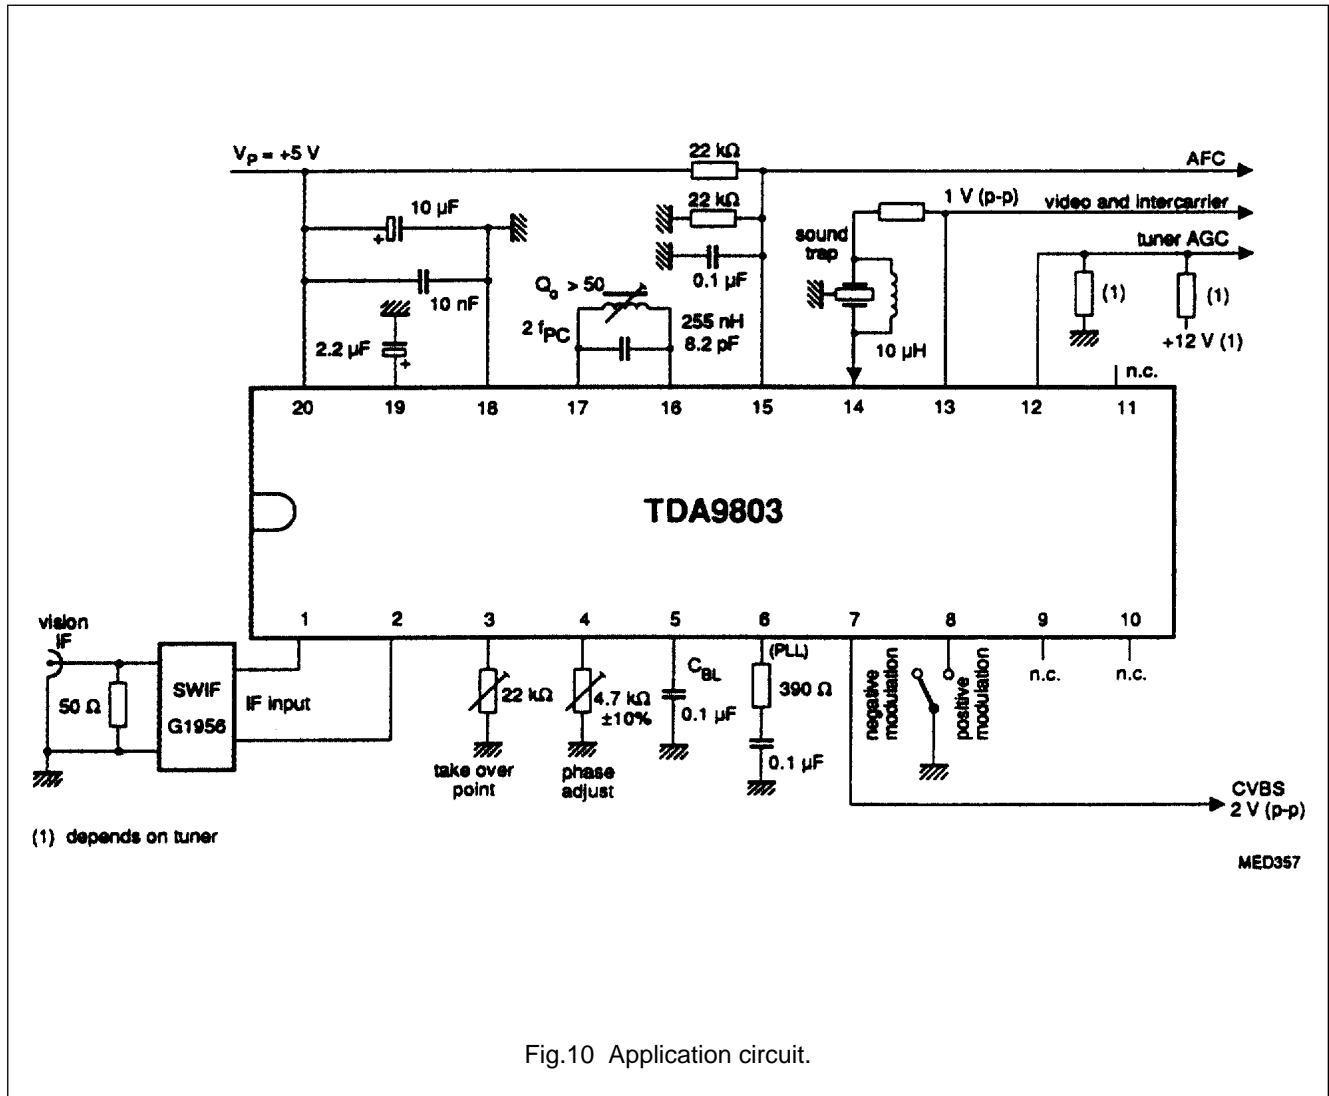 V_P = +5 V
22 kΩ
AFC
22 kΩ
1 V (p-p)
video and intercarrier
10 µF
+
sound
trap
tuner AGC
0.1 µF
Q_o > 50
(1)
(1)
10 nF
2 f_PC
255 nH
8.2 pF
2.2 µF
+
10 µH
+12 V (1)
n.c.
20 19 18 17 16 15 14 13 12 11
TDA9803
1 2 3 4 5 6 7 8 9 10
vision
IF
SWIF
G1956
50 Ω
IF input
22 kΩ
take over
point
4.7 kΩ
±10%
phase
adjust
C_BL
0.1 µF
(PLL)
390 Ω
0.1 µF
negative
modulation
positive
modulation
n.c.
n.c.
CVBS
2 V (p-p)
(1) depends on tuner
MED357
Fig.10 Application circuit.